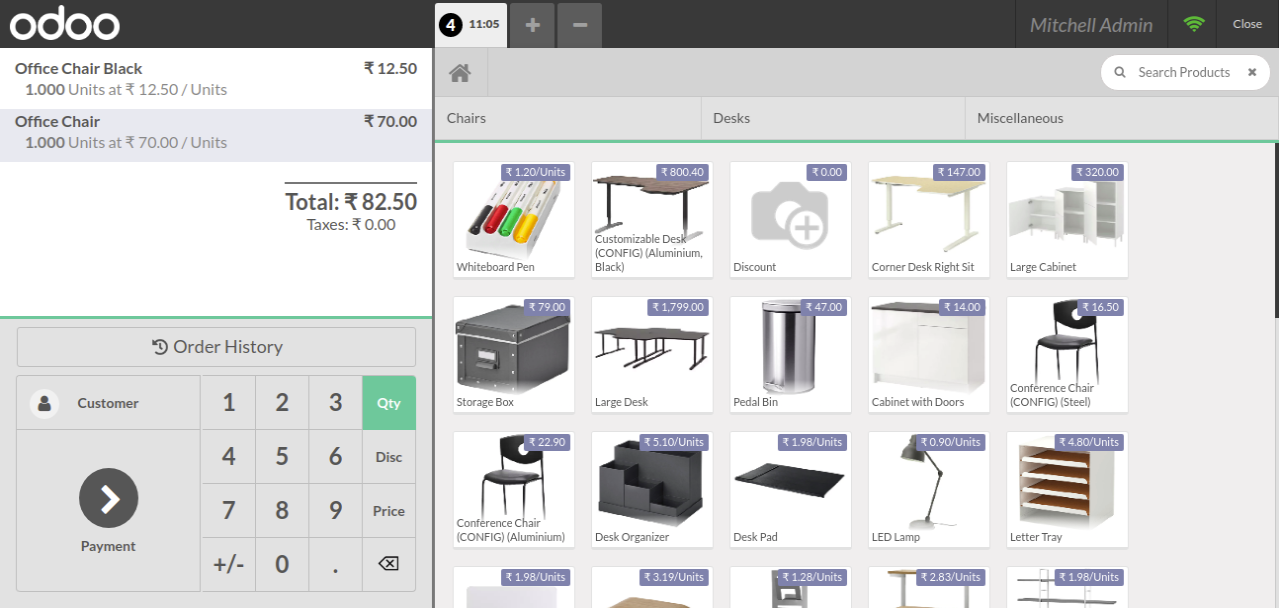 odoo
4 11:05 + −
Mitchell Admin
Close
Office Chair Black ₹ 12.50
1.000 Units at ₹ 12.50 / Units
Office Chair ₹ 70.00
1.000 Units at ₹ 70.00 / Units
Total: ₹ 82.50
Taxes: ₹ 0.00
Order History
Customer
Payment
1 2 3 Qty
4 5 6 Disc
7 8 9 Price
+/- 0 .
Search Products
Chairs
Desks
Miscellaneous
₹ 1.20/Units
Whiteboard Pen
₹ 800.40
Customizable Desk
(CONFIG) (Aluminium,
Black)
₹ 0.00
Discount
₹ 147.00
Corner Desk Right Sit
₹ 320.00
Large Cabinet
₹ 79.00
Storage Box
₹ 1,799.00
Large Desk
₹ 47.00
Pedal Bin
₹ 14.00
Cabinet with Doors
₹ 16.50
Conference Chair
(CONFIG) (Steel)
₹ 22.90
Conference Chair
(CONFIG) (Aluminium)
₹ 5.10/Units
Desk Organizer
₹ 1.98/Units
Desk Pad
₹ 0.90/Units
LED Lamp
₹ 4.80/Units
Letter Tray
₹ 1.98/Units
₹ 3.19/Units
₹ 1.28/Units
₹ 2.83/Units
₹ 1.98/Units